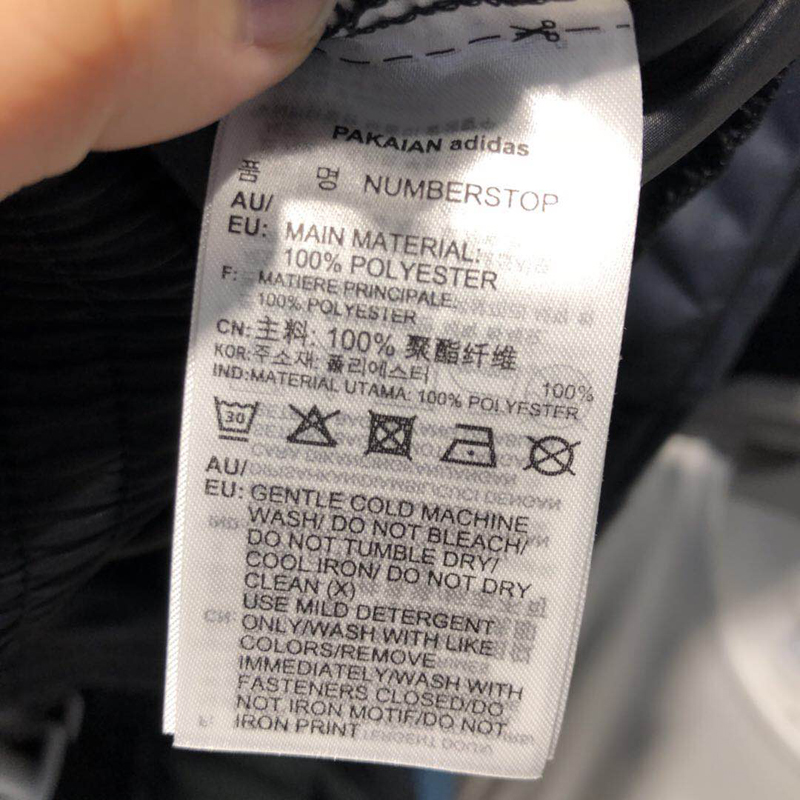 PAKAIAN adidas
품 명 NUMBERSTOP
AU/
EU: MAIN MATERIAL:
100% POLYESTER
F: MATIERE PRINCIPALE:
100% POLYESTER
CN: 主料: 100% 聚酯纤维
KOR: 주소재: 폴리에스터 100%
IND: MATERIAL UTAMA: 100% POLYESTER
30
AU/
EU: GENTLE COLD MACHINE
WASH/ DO NOT BLEACH/
DO NOT TUMBLE DRY/
COOL IRON/ DO NOT DRY
CLEAN (X)
USE MILD DETERGENT
ONLY/WASH WITH LIKE
COLORS/REMOVE
IMMEDIATELY/WASH WITH
FASTENERS CLOSED/DO
NOT IRON MOTIF/DO NOT
IRON PRINT